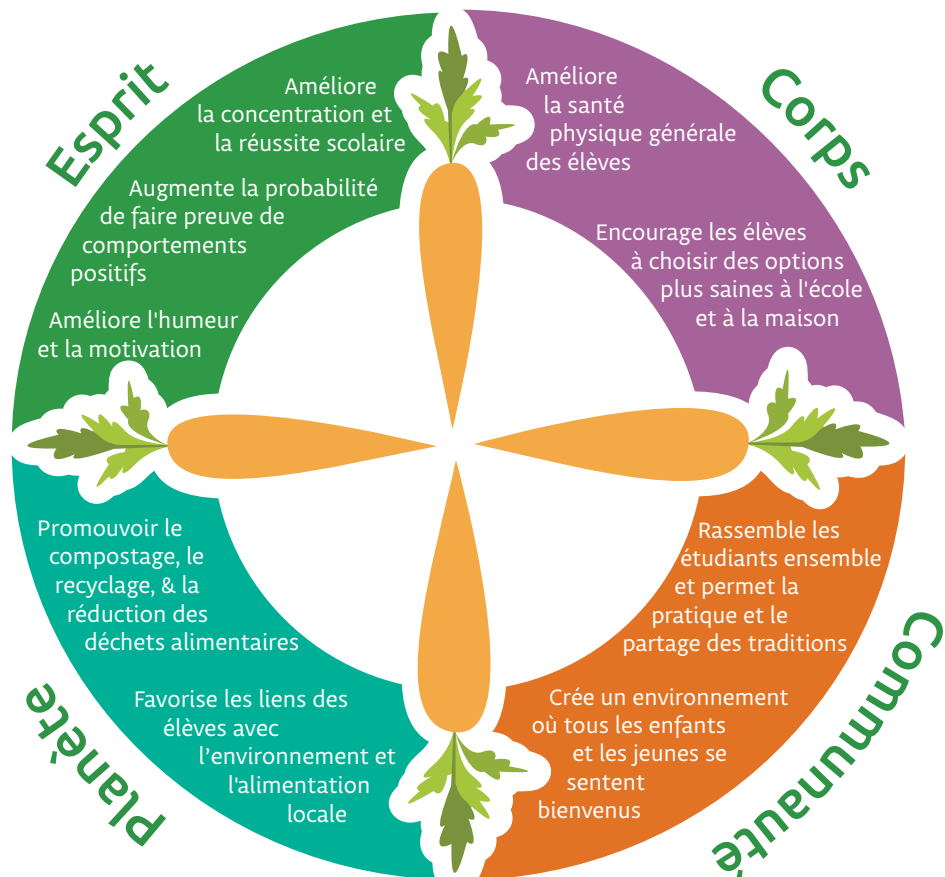 Esprit
Améliore
la concentration et
la réussite scolaire
Augmente la probabilité
de faire preuve de
comportements
positifs
Améliore l'humeur
et la motivation
Corps
Améliore
la santé
physique générale
des élèves
Encourage les élèves
à choisir des options
plus saines à l'école
et à la maison
Planète
Promouvoir le
compostage, le
recyclage, & la
réduction des
déchets alimentaires
Favorise les liens des
élèves avec
l’environnement et
l'alimentation
locale
Communauté
Rassemble les
étudiants ensemble
et permet la
pratique et le
partage des traditions
Crée un environnement
où tous les enfants
et les jeunes se
sentent
bienvenus